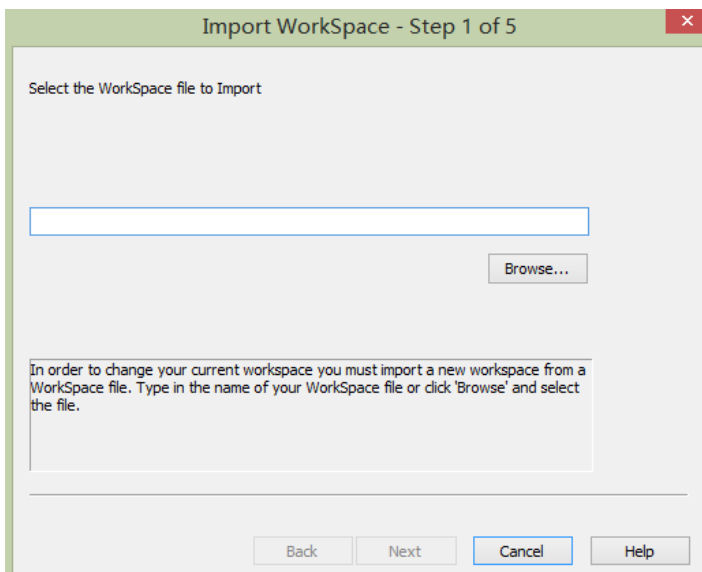 Import WorkSpace - Step 1 of 5
Select the WorkSpace file to Import
Browse...
In order to change your current workspace you must import a new workspace from a
WorkSpace file. Type in the name of your WorkSpace file or click 'Browse' and select
the file.
Back Next Cancel Help